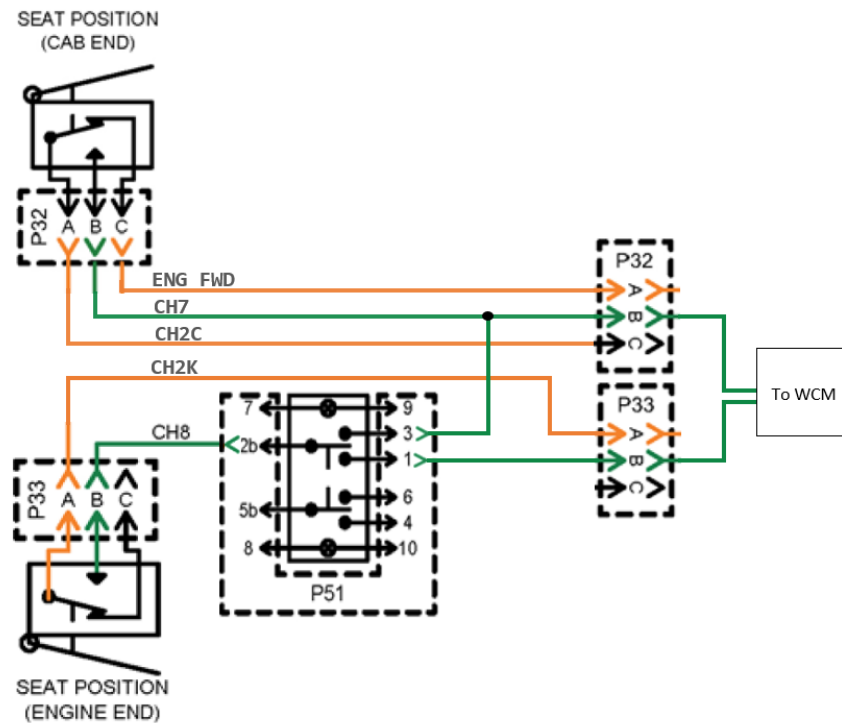 SEAT POSITION
(CAB END)
P32
A B C
ENG FWD
CH7
CH2C
CH2K
P32
A
B
C
To WCM
P33
A
B
C
7
9
3
CH8
2b
1
6
5b
4
8
10
P51
P33
A B C
SEAT POSITION
(ENGINE END)